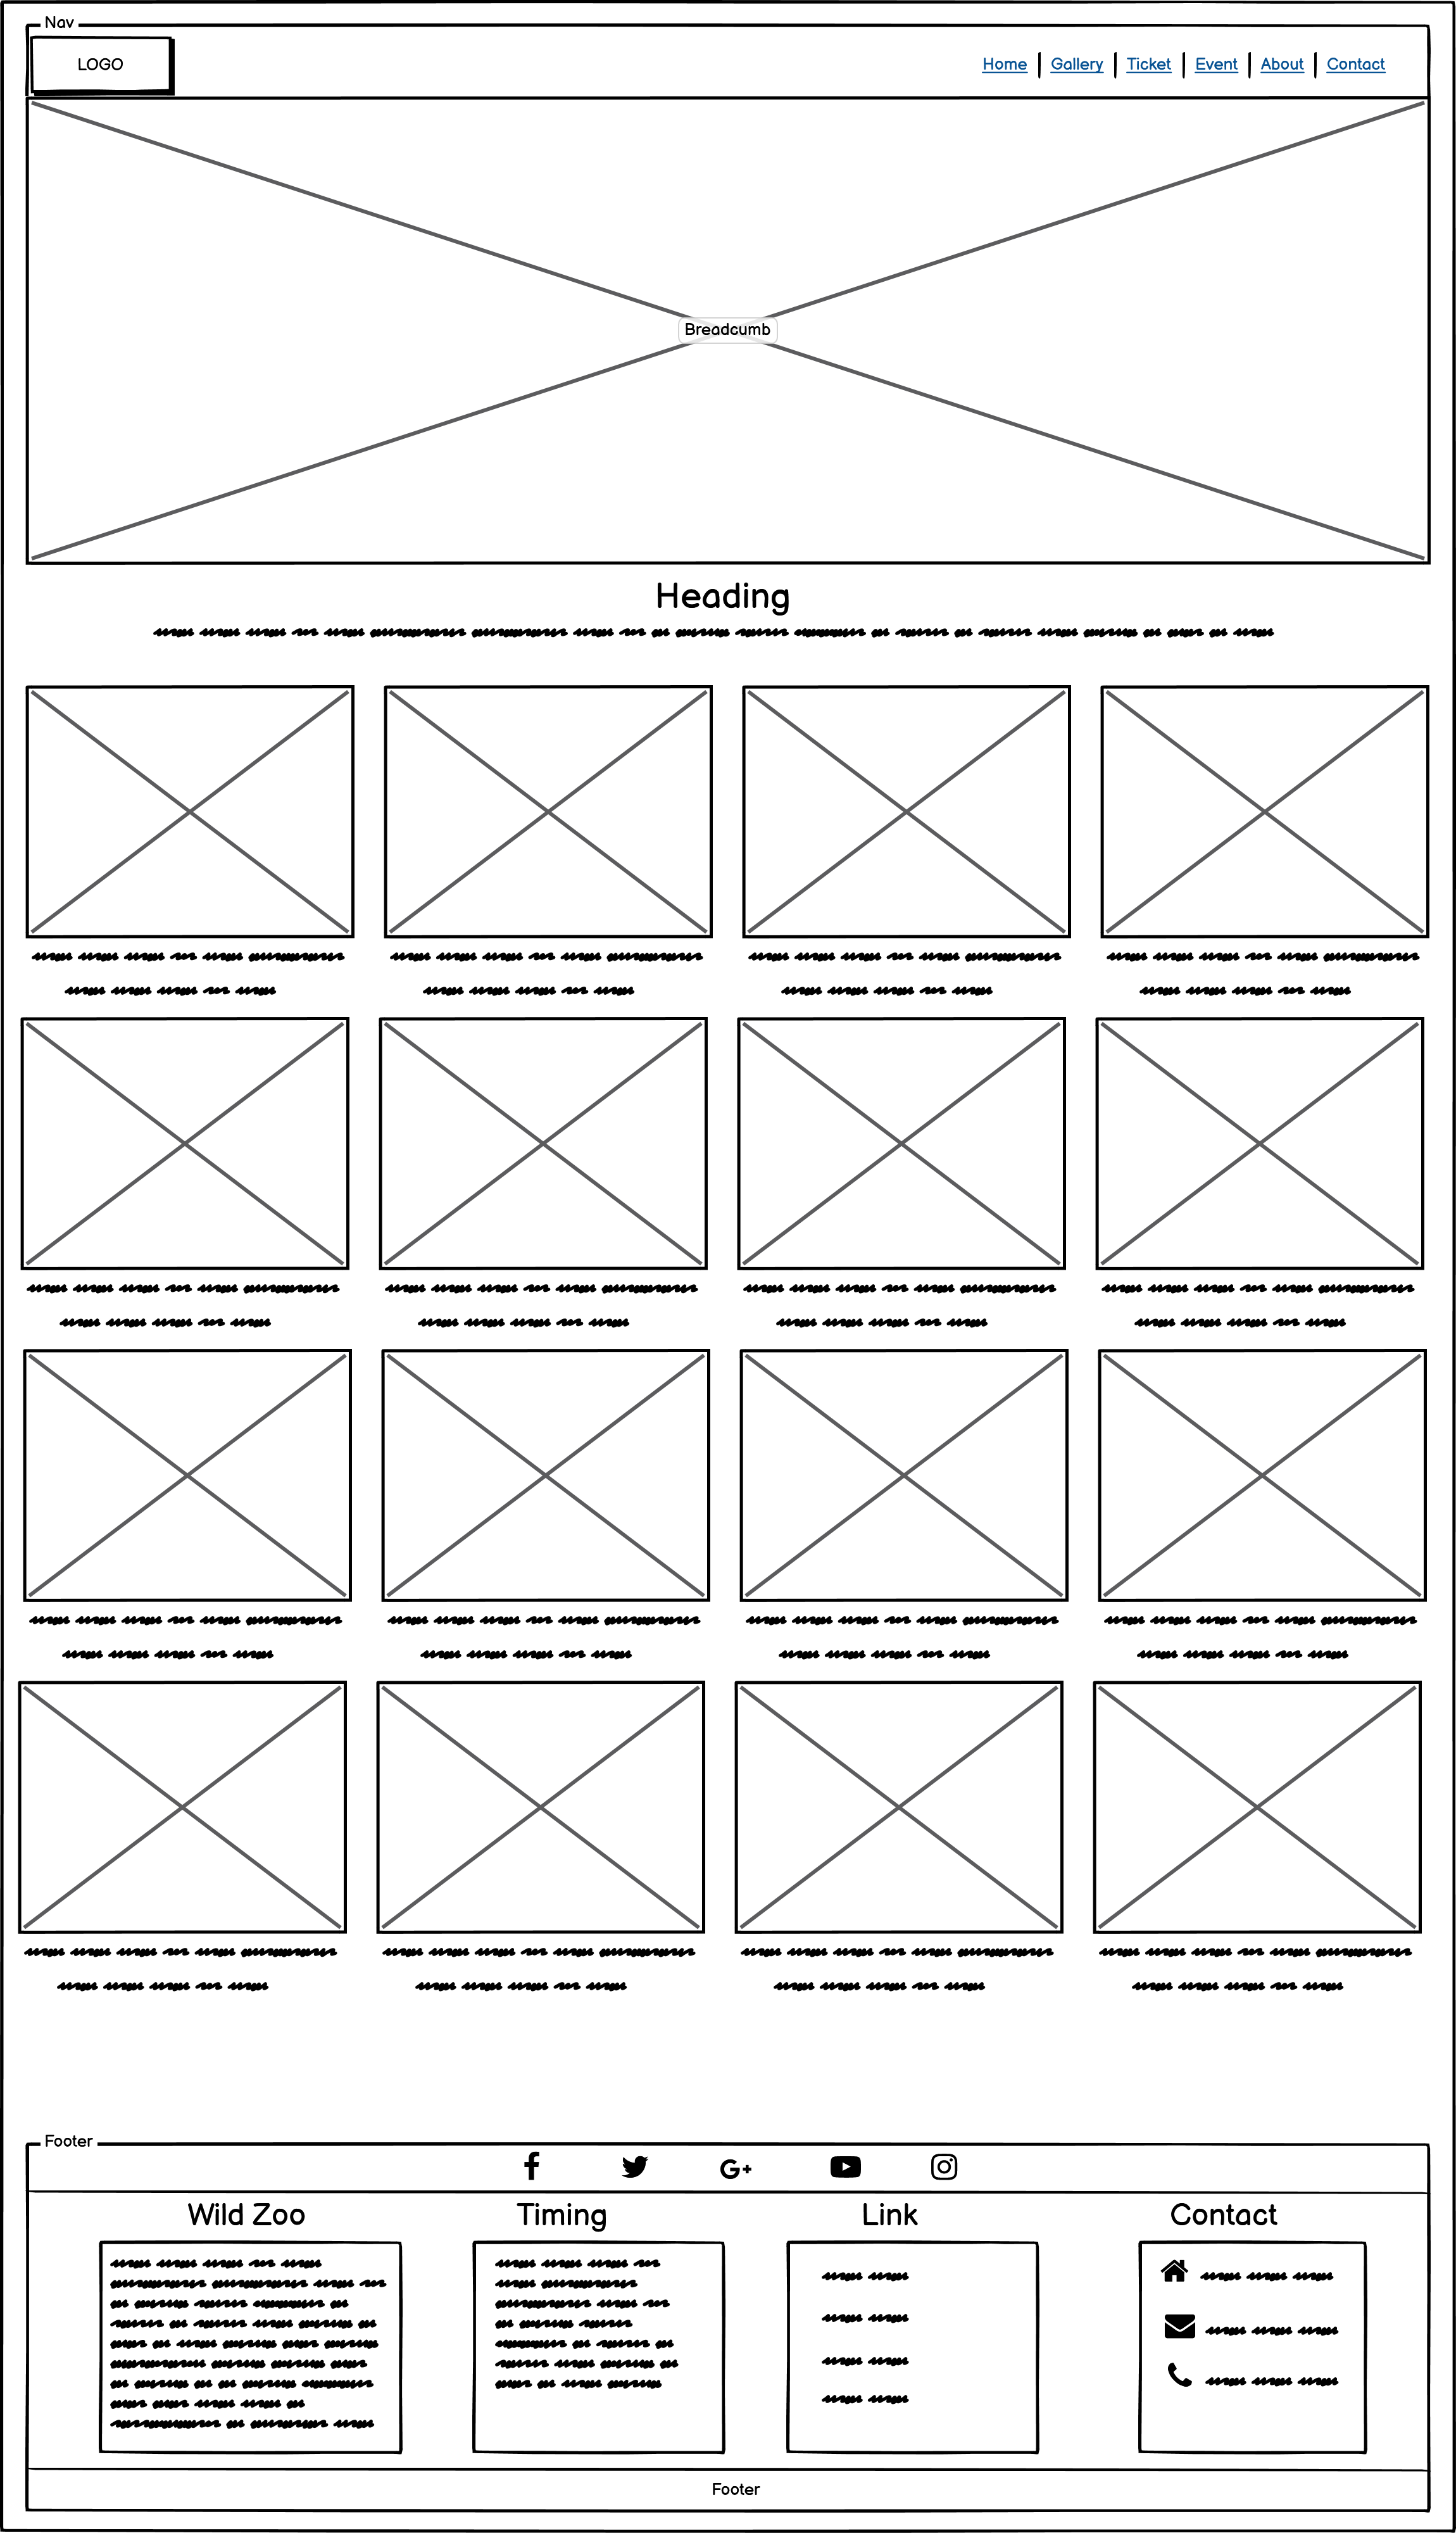 Nav
LOGO
Home Gallery Ticket Event About Contact
Breadcumb
Heading
Footer
Wild Zoo Timing Link Contact
Footer